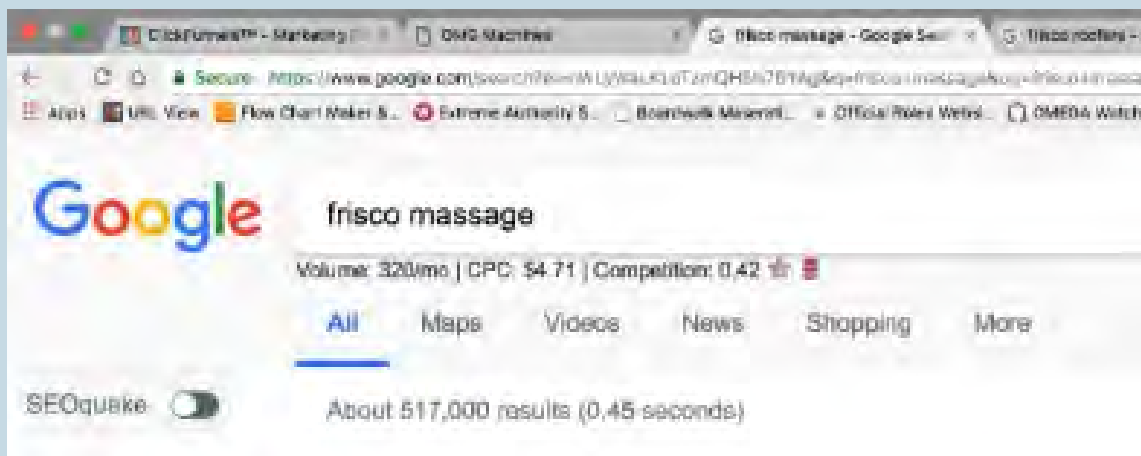 ClickFunnels™ - Marketing OMG Machines frisco massage - Google Sea frisco roofers -
Secure https://www.google.com/search?
Apps URL View Flow Chart Maker &... Extreme Authority S... Boardwalk Maserati... Official Rolex Websi... OMEGA Watch
Google frisco massage
Volume: 320/mo | CPC: $4.71 | Competition: 0.42
All Maps Videos News Shopping More
SEOquake About 517,000 results (0.45 seconds)